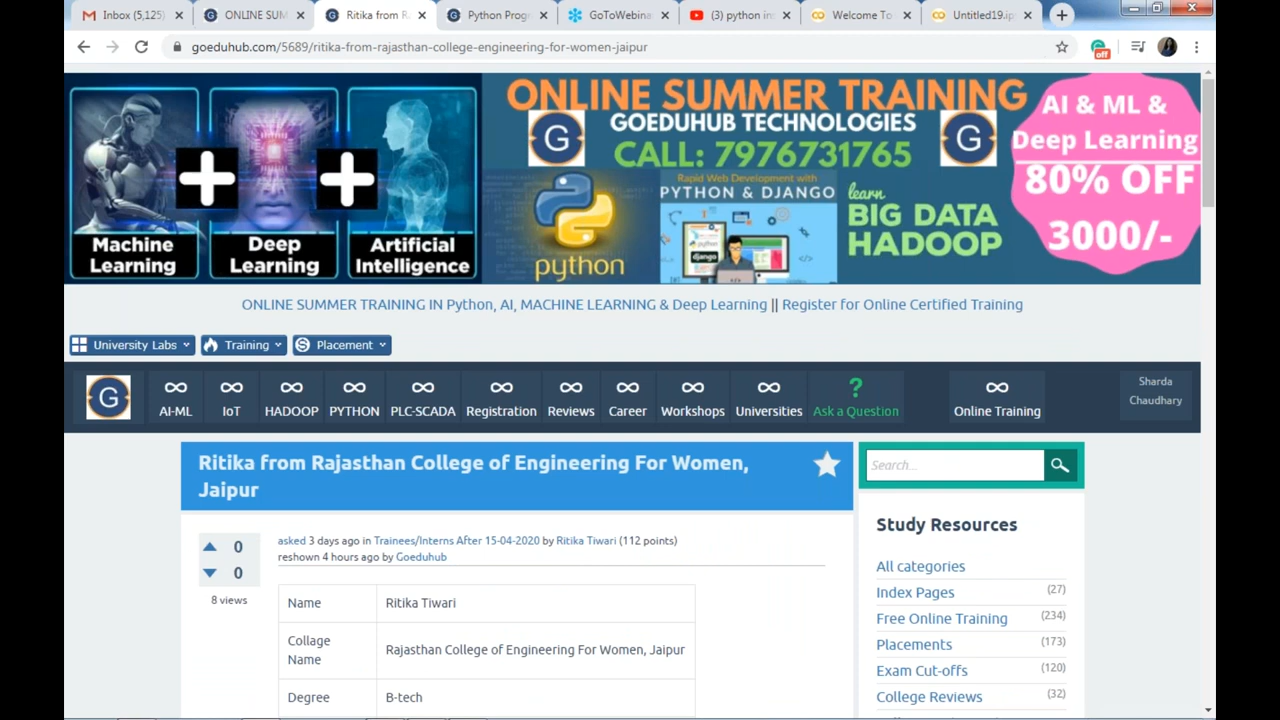 Inbox (5,125)
ONLINE SUM
Ritika from R
Python Prog
GoToWebina
(3) python in
Welcome To
Untitled19.ip
goeduhub.com/5689/ritika-from-rajasthan-college-engineering-for-women-jaipur
off
Machine Learning
Deep Learning
Artificial Intelligence
ONLINE SUMMER TRAINING
G
GOEDUHUB TECHNOLOGIES
G
CALL: 7976731765
python
Rapid Web Development with
PYTHON & DJANGO
python
django
learn
BIG DATA
HADOOP
AI & ML &
Deep Learning
80% OFF
3000/-
ONLINE SUMMER TRAINING IN Python, AI, MACHINE LEARNING & Deep Learning || Register for Online Certified Training
University Labs
Training
Placement
G
AI-ML
IoT
HADOOP
PYTHON
PLC-SCADA
Registration
Reviews
Career
Workshops
Universities
?
Ask a Question
Online Training
Sharda
Chaudhary
Ritika from Rajasthan College of Engineering For Women,
Jaipur
Search...
0
0
8 views
asked 3 days ago in Trainees/Interns After 15-04-2020 by Ritika Tiwari (112 points)
reshown 4 hours ago by Goeduhub
Name Ritika Tiwari
Collage
Name Rajasthan College of Engineering For Women, Jaipur
Degree B-tech
Study Resources
All categories
Index Pages (27)
Free Online Training (234)
Placements (173)
Exam Cut-offs (120)
College Reviews (32)